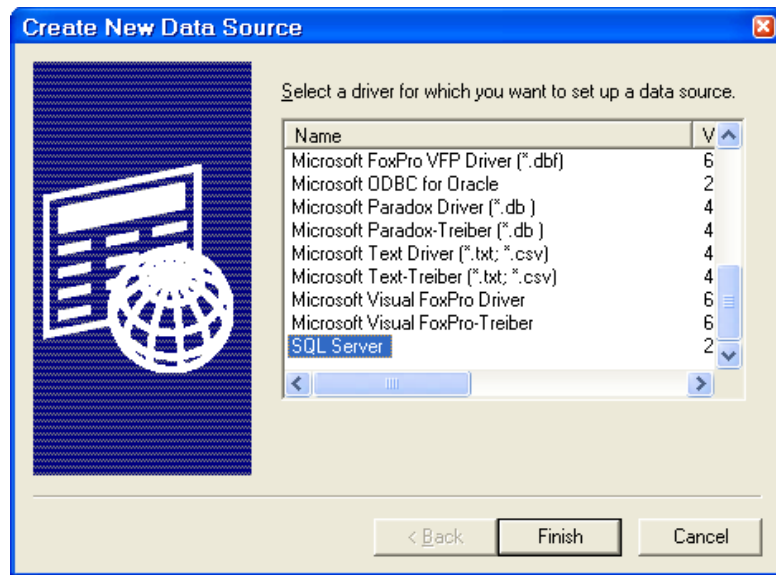 Create New Data Source
Select a driver for which you want to set up a data source.
Name V
Microsoft FoxPro VFP Driver (*.dbf) 6
Microsoft ODBC for Oracle 2
Microsoft Paradox Driver (*.db ) 4
Microsoft Paradox-Treiber (*.db ) 4
Microsoft Text Driver (*.txt; *.csv) 4
Microsoft Text-Treiber (*.txt; *.csv) 4
Microsoft Visual FoxPro Driver 6
Microsoft Visual FoxPro-Treiber 6
SQL Server 2
< Back Finish Cancel